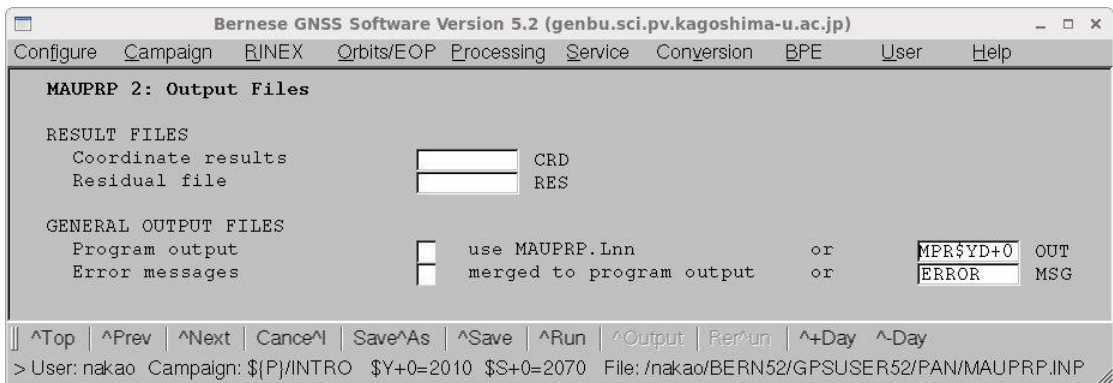 Bernese GNSS Software Version 5.2 (genbu.sci.pv.kagoshima-u.ac.jp)
Configure Campaign RINEX Orbits/EOP Processing Service Conversion BPE User Help
MAUPRP 2: Output Files
RESULT FILES
Coordinate results CRD
Residual file RES
GENERAL OUTPUT FILES
Program output use MAUPRP.Lnn or MPR$YD+0 OUT
Error messages merged to program output or ERROR MSG
^Top | ^Prev | ^Next | Cance^l | Save^As | ^Save | ^Run | ^Output | Rer^un | ^+Day ^-Day
> User: nakao Campaign: ${P}/INTRO $Y+0=2010 $S+0=2070 File: /nakao/BERN52/GPSUSER52/PAN/MAUPRP.INP